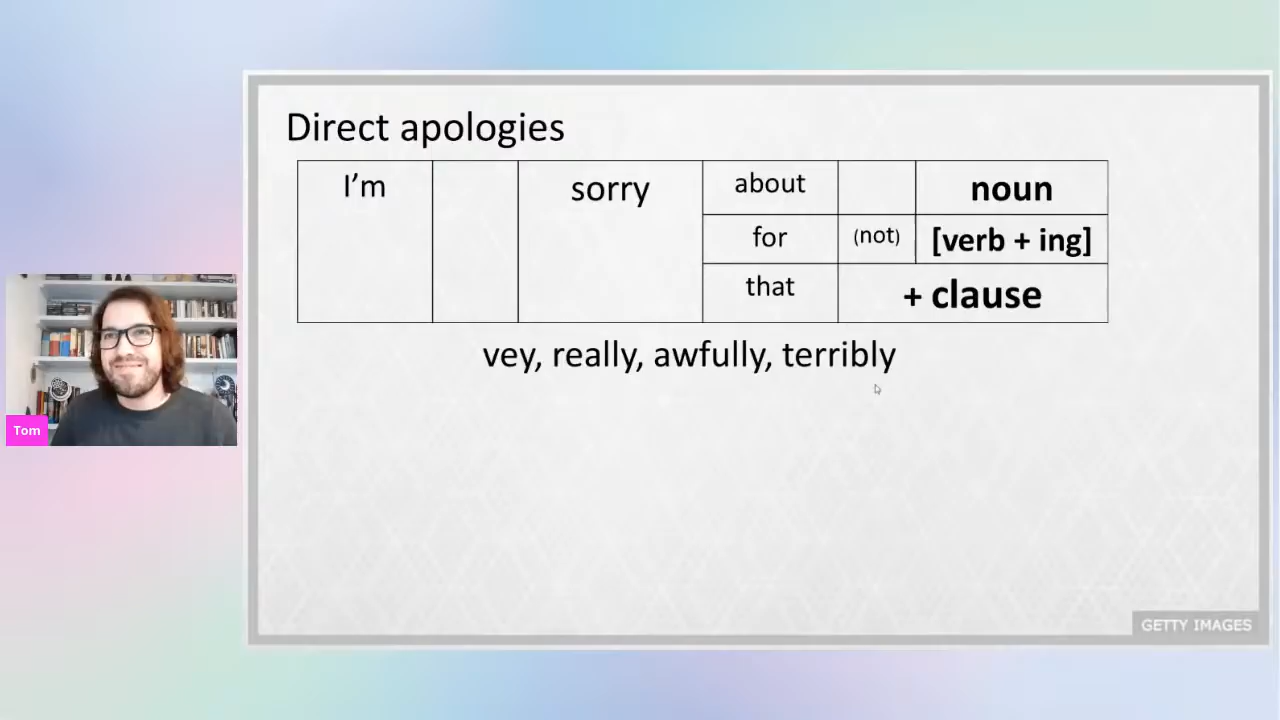 Direct apologies
I'm sorry about noun
for (not) [verb + ing]
that + clause
vey, really, awfully, terribly
Tom
GETTY IMAGES